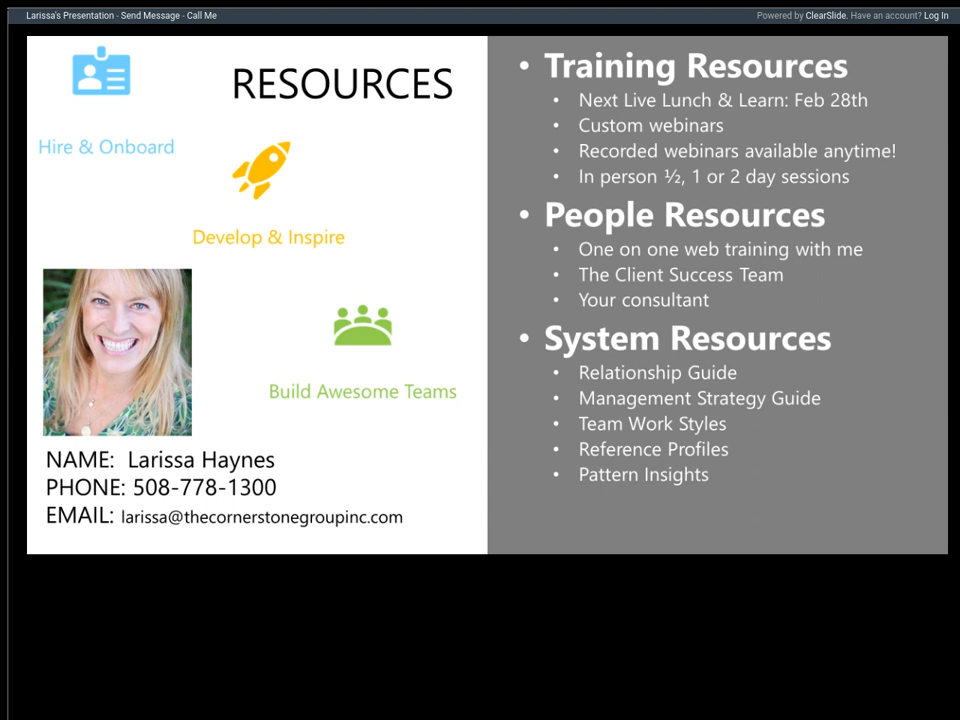 Larissa's Presentation - Send Message - Call Me
Powered by ClearSlide. Have an account? Log In
RESOURCES
Hire & Onboard
Develop & Inspire
Build Awesome Teams
NAME: Larissa Haynes
PHONE: 508-778-1300
EMAIL: larissa@thecornerstonegroupinc.com
• Training Resources
• Next Live Lunch & Learn: Feb 28th
• Custom webinars
• Recorded webinars available anytime!
• In person ½, 1 or 2 day sessions
• People Resources
• One on one web training with me
• The Client Success Team
• Your consultant
• System Resources
• Relationship Guide
• Management Strategy Guide
• Team Work Styles
• Reference Profiles
• Pattern Insights